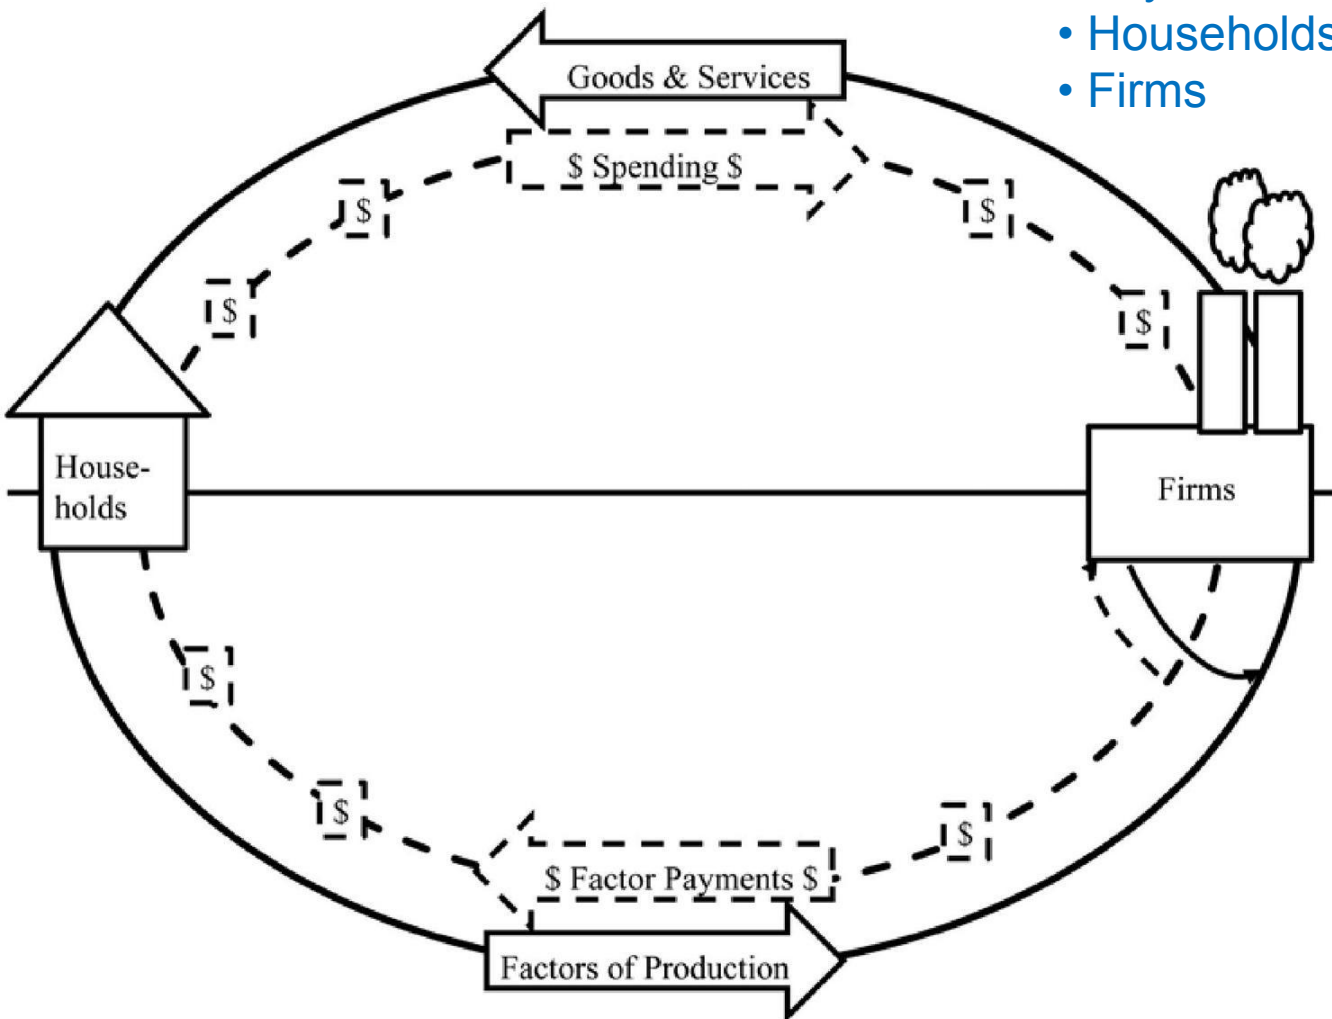 • Households
• Firms
Goods & Services
$ Spending $
$
$
$
$
House-
holds
Firms
$
$
$
$ Factor Payments $
Factors of Production